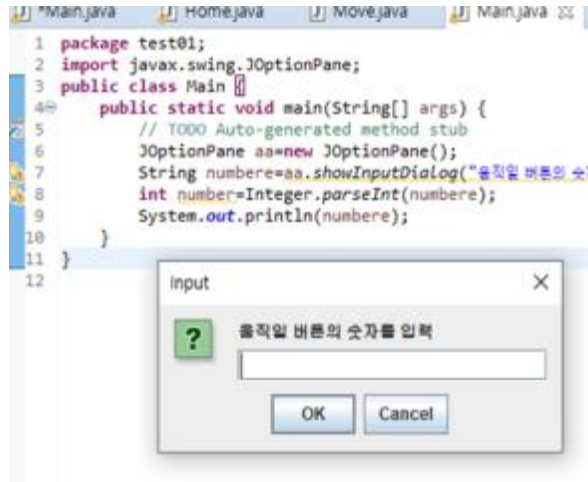 *Main.java Home.java Move.java Main.java
1 package test01;
2 import javax.swing.JOptionPane;
3 public class Main {
4 public static void main(String[] args) {
5 // TODO Auto-generated method stub
6 JOptionPane aa=new JOptionPane();
7 String numbere=aa.showInputDialog("움직일 버튼의 숫
8 int number=Integer.parseInt(numbere);
9 System.out.println(numbere);
10 }
11 }
12
Input
움직일 버튼의 숫자를 입력
OK Cancel